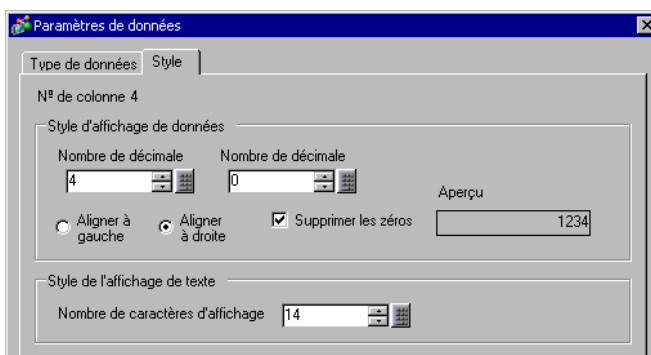 Paramètres de données
Type de données Style
Nº de colonne 4
Style d'affichage de données
Nombre de décimale Nombre de décimale
4 0
Aperçu
Aligner à gauche
Aligner à droite
Supprimer les zéros
1234
Style de l'affichage de texte
Nombre de caractères d'affichage 14